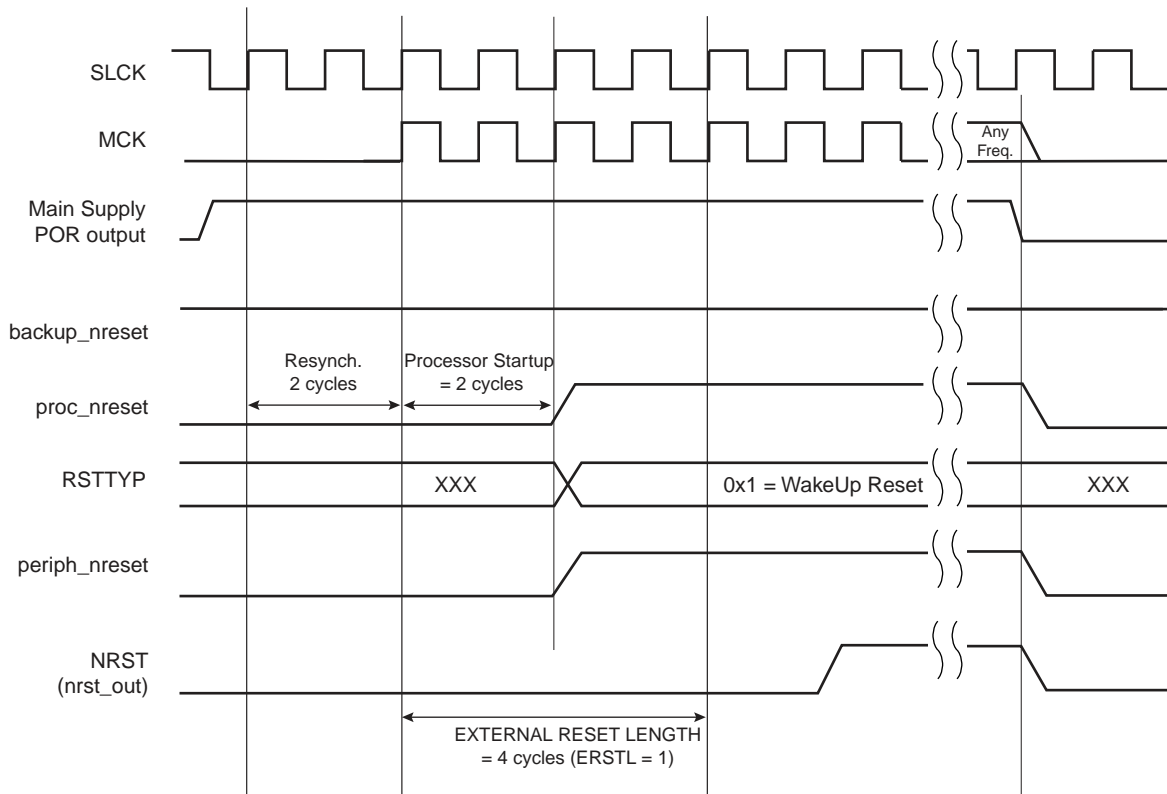 SLCK
MCK
Any
Freq.
Main Supply
POR output
backup_nreset
Resynch.
2 cycles
Processor Startup
= 2 cycles
proc_nreset
RSTTYP
XXX
0x1 = WakeUp Reset
XXX
periph_nreset
NRST
(nrst_out)
EXTERNAL RESET LENGTH
= 4 cycles (ERSTL = 1)